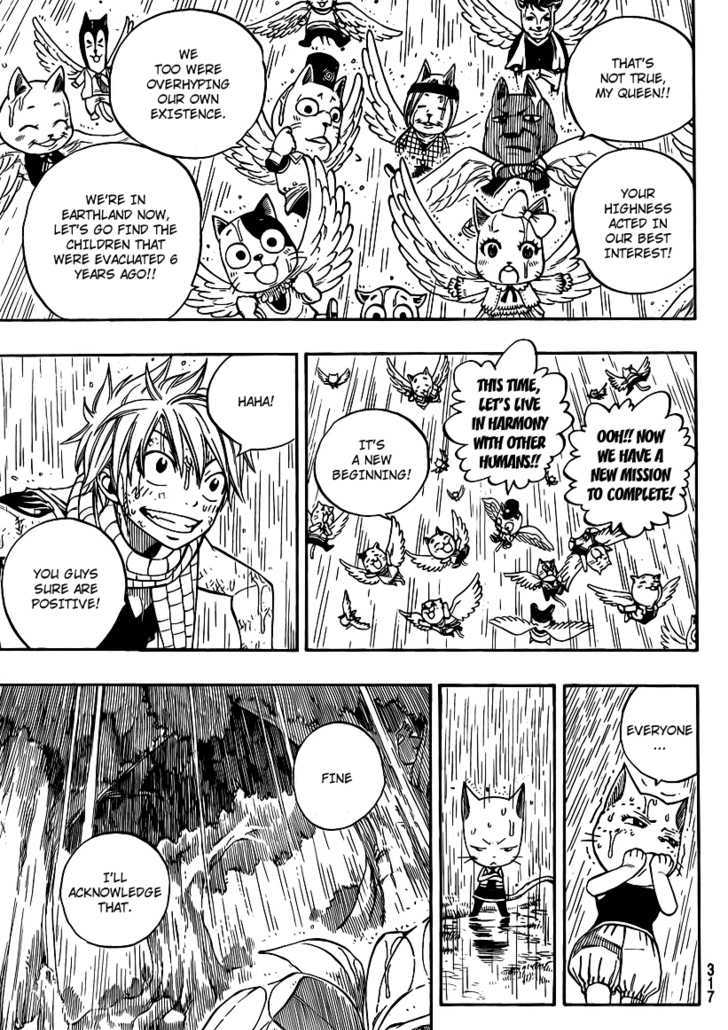 THAT'S
NOT TRUE,
MY QUEEN!!
YOUR
HIGHNESS
ACTED IN
OUR BEST
INTEREST!
WE
TOO WERE
OVERHYPING
OUR OWN
EXISTENCE.
WE'RE IN
EARTHLAND NOW,
LET'S GO FIND THE
CHILDREN THAT
WERE EVACUATED 6
YEARS AGO!!
OOH!! NOW
WE HAVE A
NEW MISSION
TO COMPLETE!
THIS TIME,
LET'S LIVE
IN HARMONY
WITH OTHER
HUMANS!!
IT'S
A NEW
BEGINNING!
HAHA!
YOU GUYS
SURE ARE
POSITIVE!
EVERYONE
...
FINE
I'LL
ACKNOWLEDGE
THAT.
317